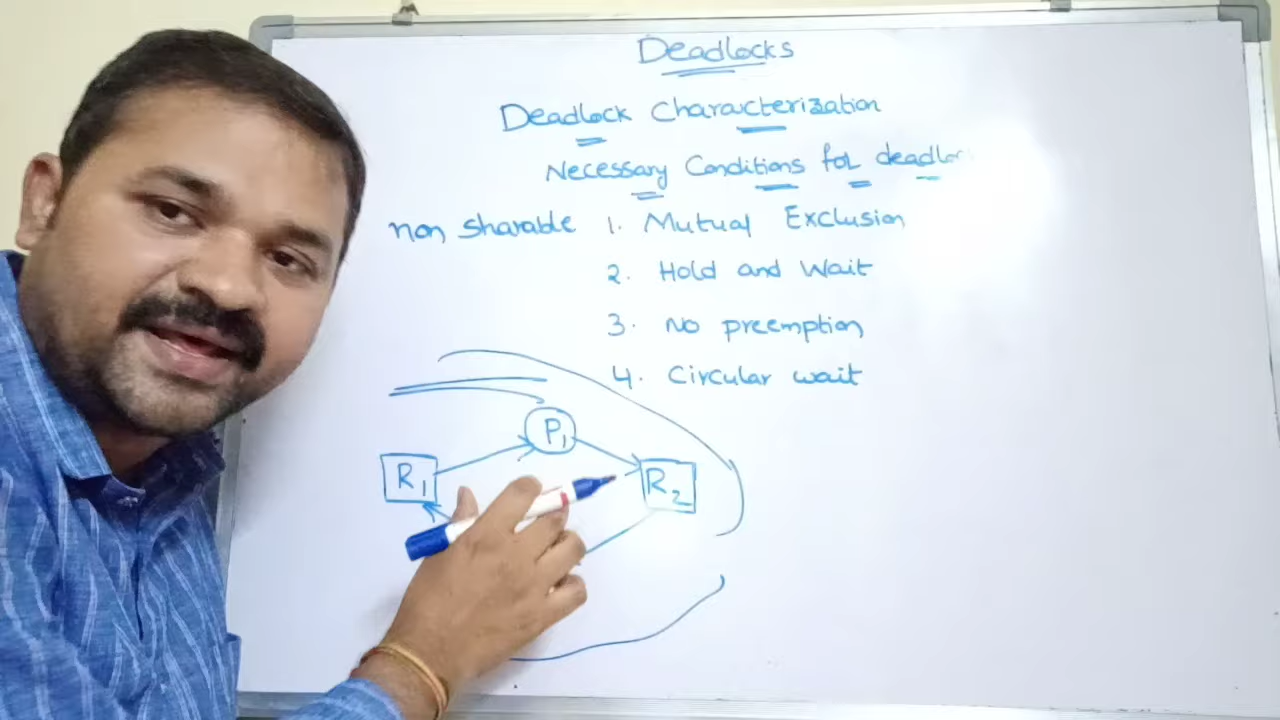 Deadlocks
Deadlock Characterization
Necessary Conditions for
non sharable 1. Mutual Exclusion
2. Hold and Wait
3. No preemption
4. Circular wait
P1
R1
R2